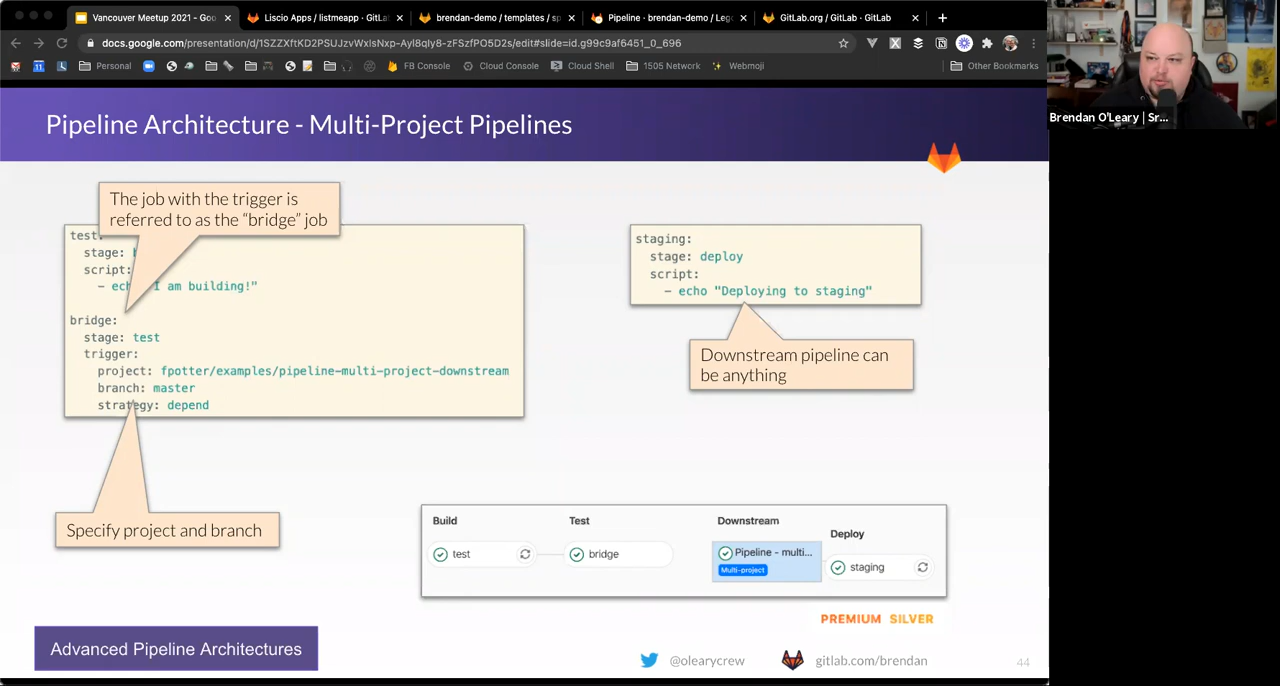 Vancouver Meetup 2021 - Goo
Liscio Apps / listmeapp · GitLa
brendan-demo / templates / sp
Pipeline · brendan-demo / Lego
GitLab.org / GitLab · GitLab
docs.google.com/presentation/d/1SZZXftKD2PSUJzvWxIsNxp-Ayl8qIy8-zFSzfPO5D2s/edit#slide=id.g99c9af6451_0_696
Personal
FB Console
Cloud Console
Cloud Shell
1505 Network
Webmoji
Other Bookmarks
Brendan O'Leary | Sr...
Pipeline Architecture - Multi-Project Pipelines
The job with the trigger is
referred to as the "bridge" job
test:
stage: b
script:
- ech I am building!"
bridge:
stage: test
trigger:
project: fpotter/examples/pipeline-multi-project-downstream
branch: master
strategy: depend
Specify project and branch
staging:
stage: deploy
script:
- echo "Deploying to staging"
Downstream pipeline can
be anything
Build
Test
Downstream
Deploy
test
bridge
Pipeline - multi...
Multi-project
staging
PREMIUM SILVER
Advanced Pipeline Architectures
@olearycrew
gitlab.com/brendan
44